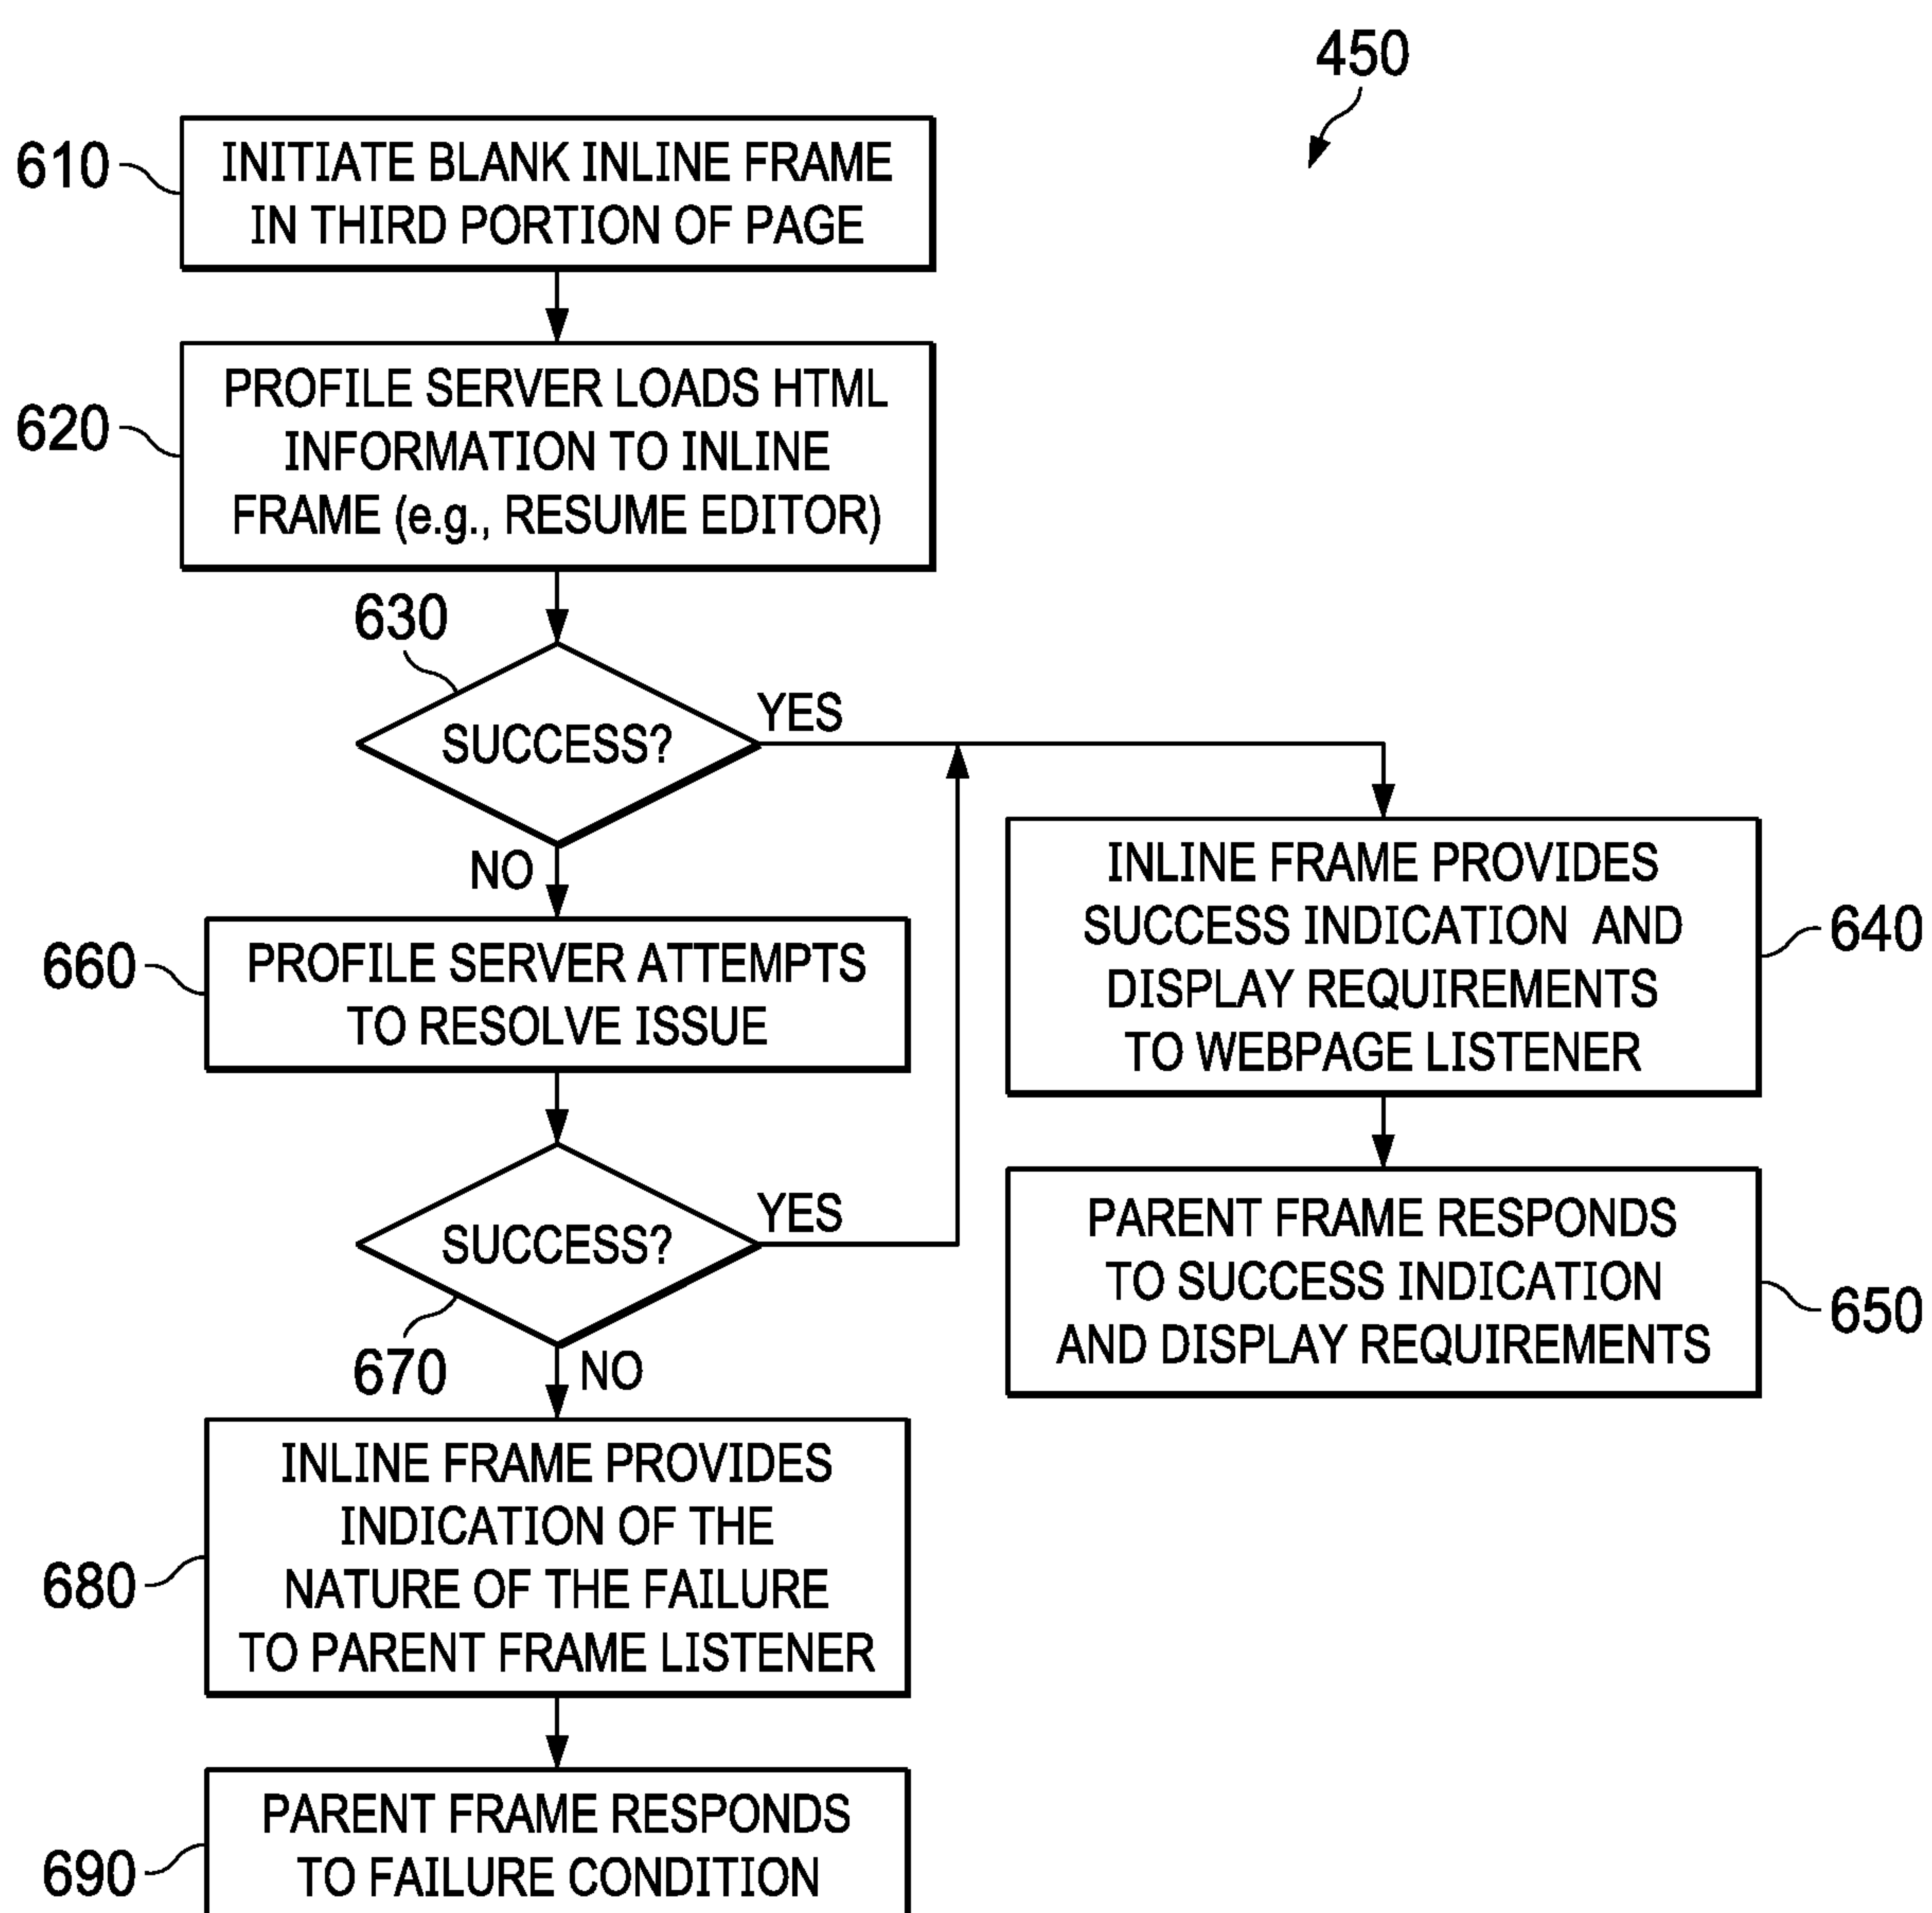 450
610
INITIATE BLANK INLINE FRAME
IN THIRD PORTION OF PAGE
620
PROFILE SERVER LOADS HTML
INFORMATION TO INLINE
FRAME (e.g., RESUME EDITOR)
630
SUCCESS?
YES
NO
640
INLINE FRAME PROVIDES
SUCCESS INDICATION AND
DISPLAY REQUIREMENTS
TO WEBPAGE LISTENER
660
PROFILE SERVER ATTEMPTS
TO RESOLVE ISSUE
650
PARENT FRAME RESPONDS
TO SUCCESS INDICATION
AND DISPLAY REQUIREMENTS
SUCCESS?
YES
670
NO
680
INLINE FRAME PROVIDES
INDICATION OF THE
NATURE OF THE FAILURE
TO PARENT FRAME LISTENER
690
PARENT FRAME RESPONDS
TO FAILURE CONDITION